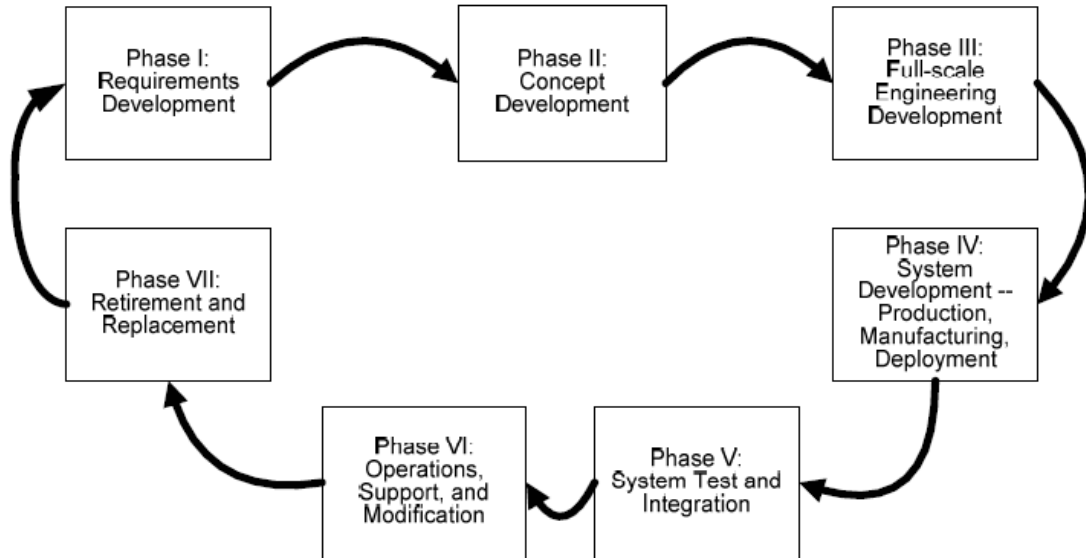 Phase I:
Requirements
Development
Phase II:
Concept
Development
Phase III:
Full-scale
Engineering
Development
Phase IV:
System
Development --
Production,
Manufacturing,
Deployment
Phase V:
System Test and
Integration
Phase VI:
Operations,
Support, and
Modification
Phase VII:
Retirement and
Replacement